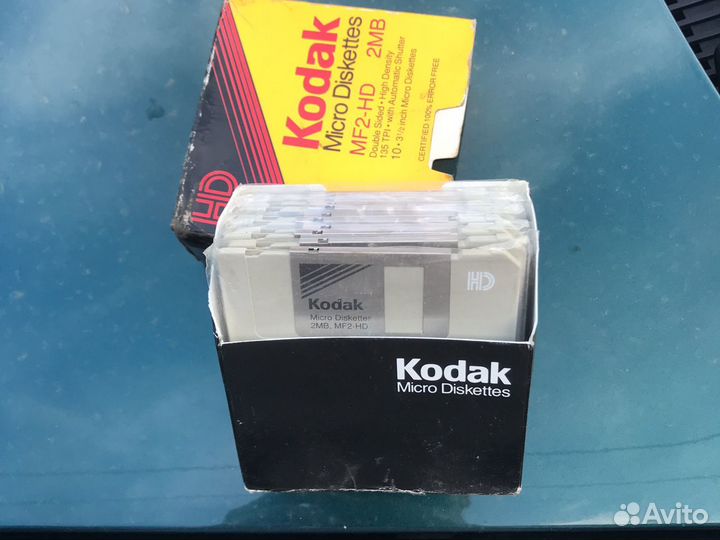 Kodak
Micro Diskettes
MF2-HD 2MB
Double Sided • High Density
135 TPI • with Automatic Shutter
10 • 3½ inch Micro Diskettes
CERTIFIED 100% ERROR FREE
HD
Kodak
Micro Diskettes
2MB, MF2-HD
HD
Kodak
Micro Diskettes
Avito